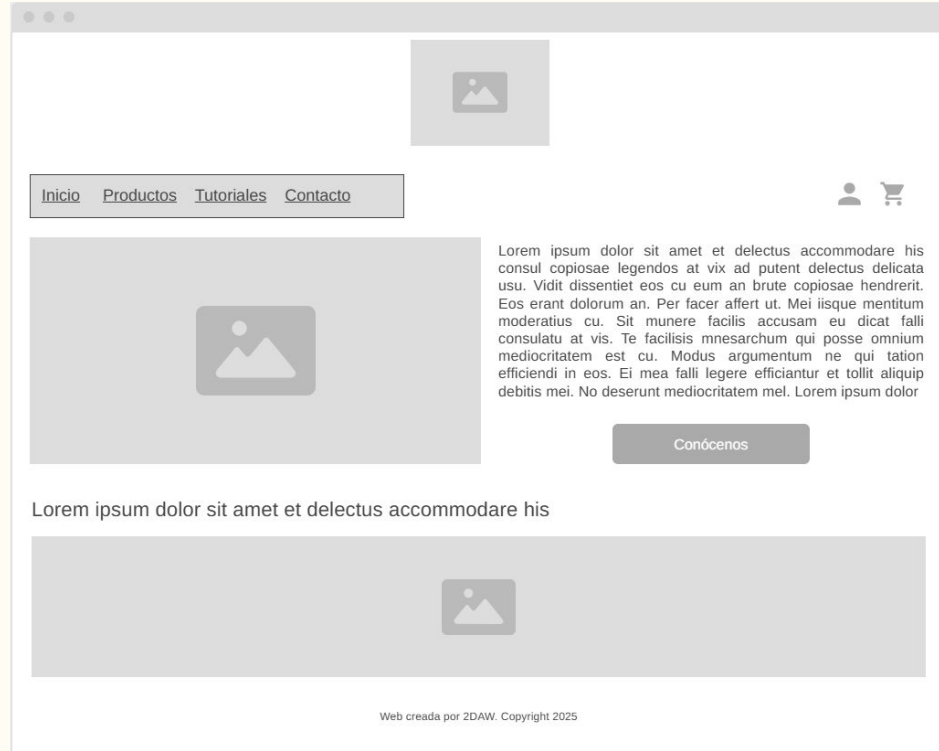 Inicio Productos Tutoriales Contacto
Lorem ipsum dolor sit amet et delectus accommodare his
consul copiosae legendos at vix ad putent delectus delicata
usu. Vidit dissentiet eos cu eum an brute copiosae hendrerit.
Eos erant dolorum an. Per facer affert ut. Mei iisque mentitum
moderatius cu. Sit munere facilis accusam eu dicat falli
consulatu at vis. Te facilisis mnesarchum qui posse omnium
mediocritatem est cu. Modus argumentum ne qui tation
efficiendi in eos. Ei mea falli legere efficiantur et tollit aliquip
debitis mei. No deserunt mediocritatem mel. Lorem ipsum dolor
Conócenos
Lorem ipsum dolor sit amet et delectus accommodare his
Web creada por 2DAW. Copyright 2025